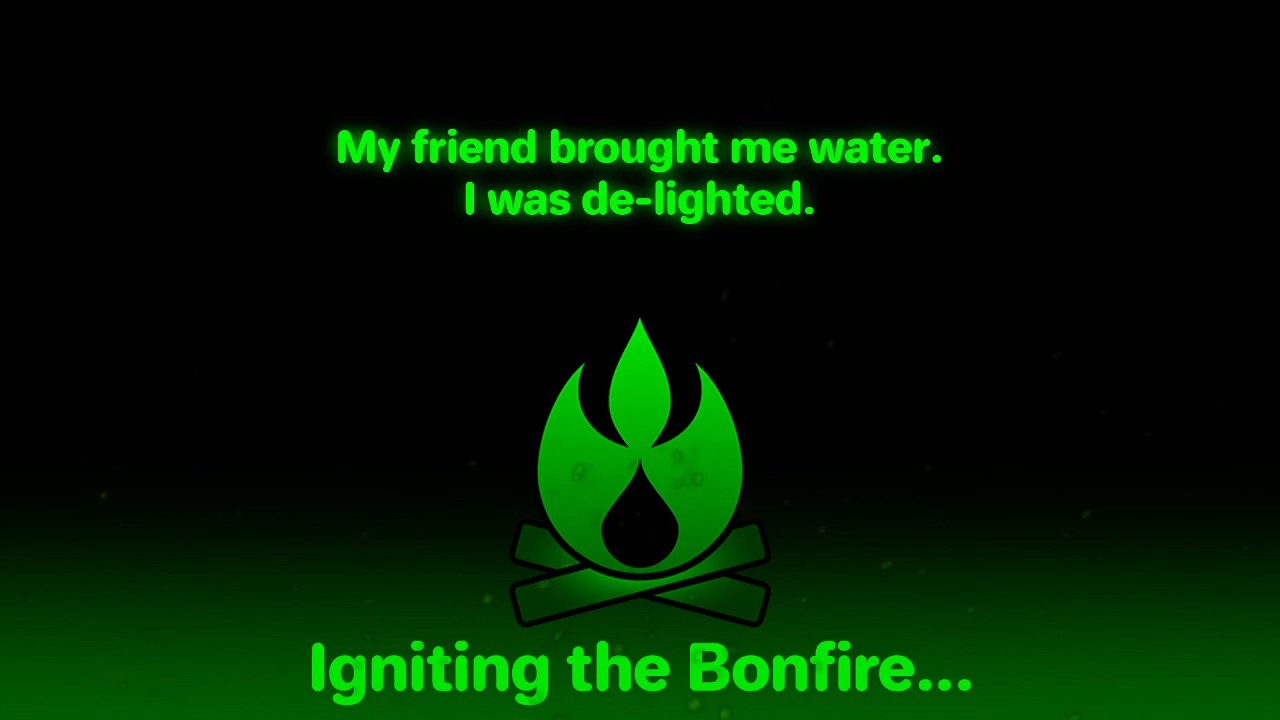 My friend brought me water.
I was de-lighted.
Igniting the Bonfire...